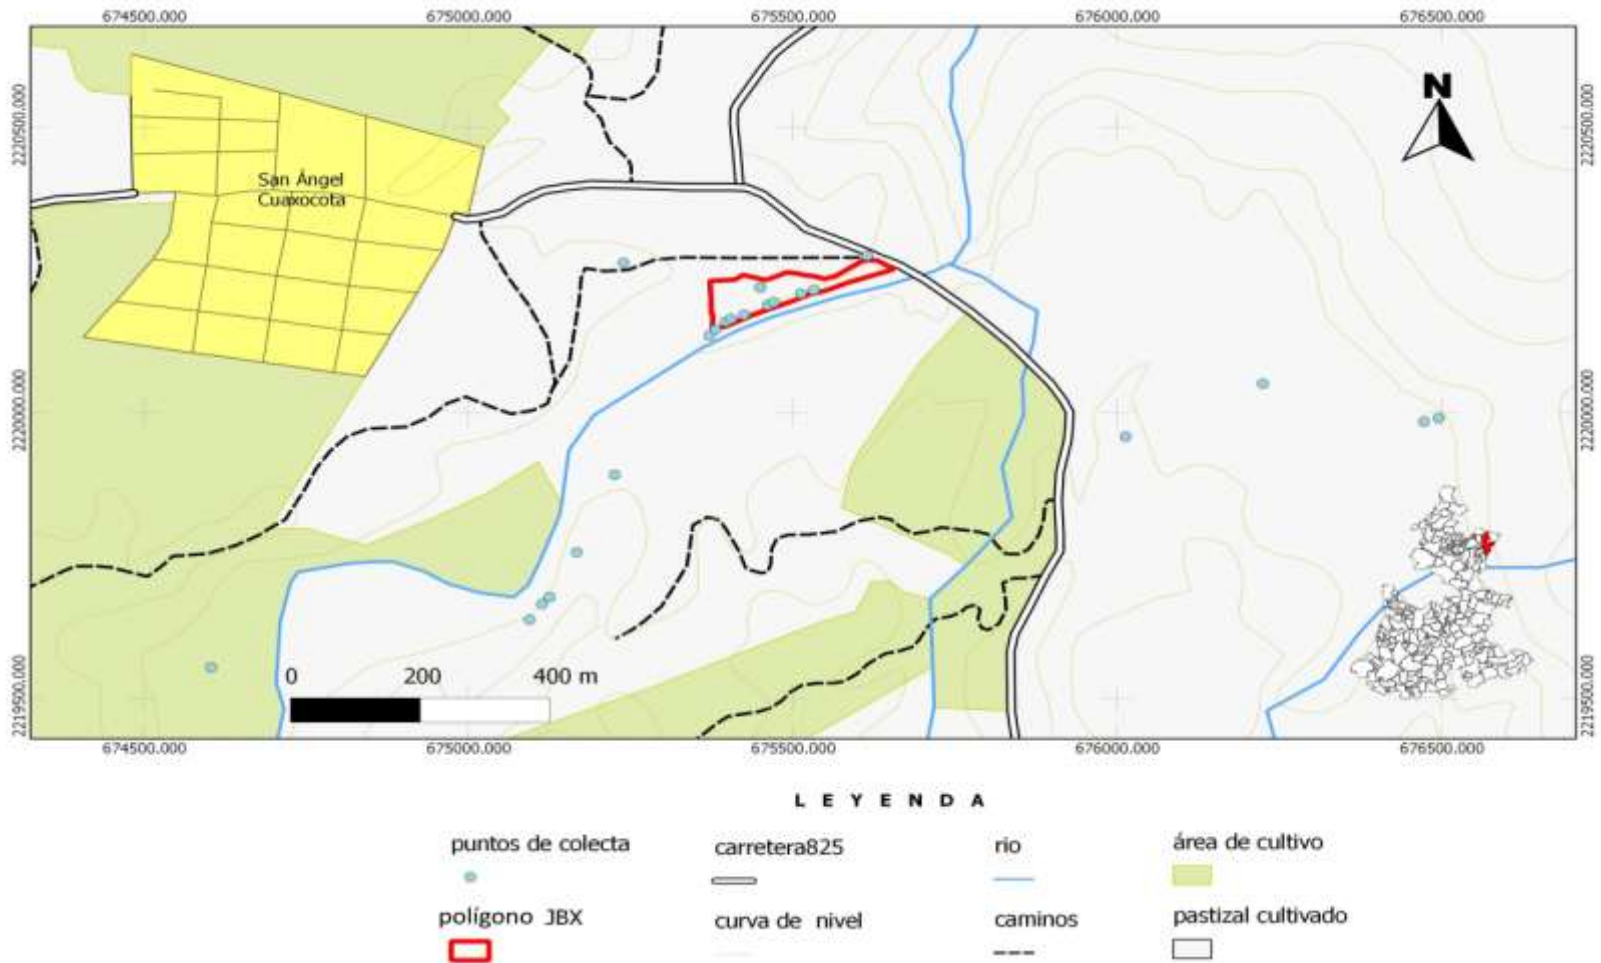 674500.000 675000.000 675500.000 676000.000 676500.000
2220500.000
2220500.000
N
San Ángel
Cuaxocota
2220000.000
2220000.000
0 200 400 m
2219500.000
2219500.000
674500.000 675000.000 675500.000 676000.000 676500.000
L E Y E N D A
puntos de colecta carretera825 rio área de cultivo
polígono JBX curva de nivel caminos pastizal cultivado